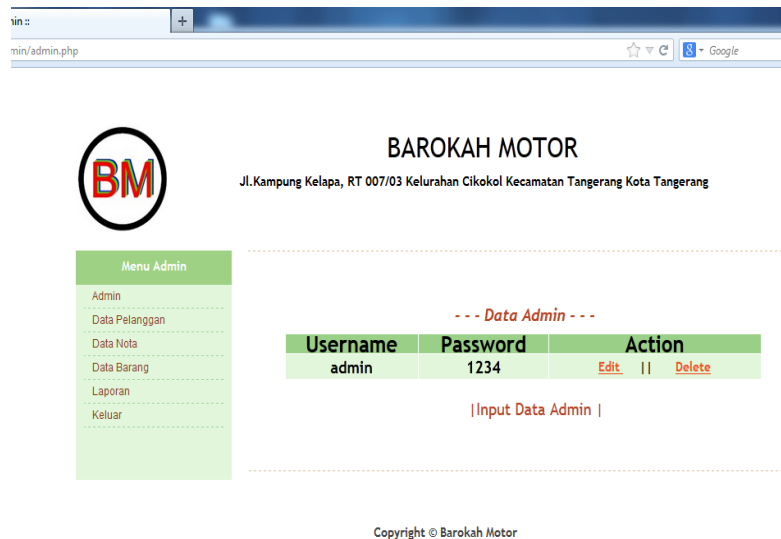 nin ::
+
min/admin.php
8 Google
BM
BAROKAH MOTOR
Jl.Kampung Kelapa, RT 007/03 Kelurahan Cikokol Kecamatan Tangerang Kota Tangerang
Menu Admin
Admin
Data Pelanggan
Data Nota
Data Barang
Laporan
Keluar
- - - Data Admin - - -
Username Password Action
admin 1234 Edit || Delete
|Input Data Admin |
Copyright © Barokah Motor